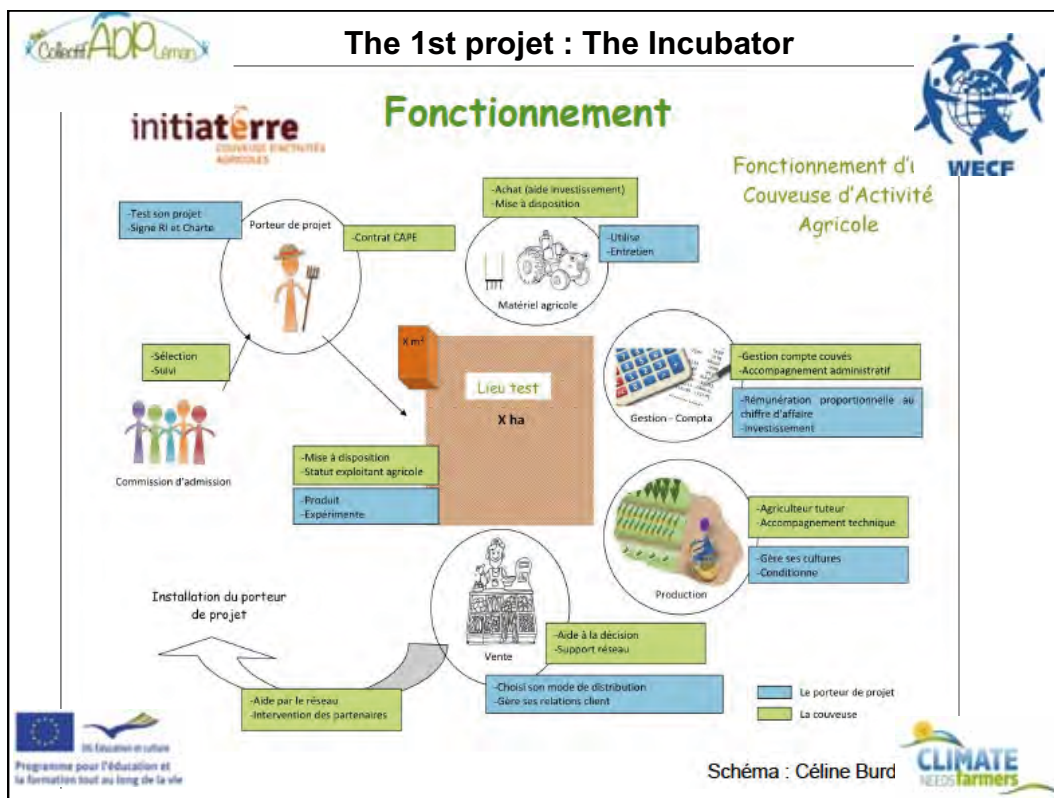 Collectif ADP Léman
The 1st projet : The Incubator
WECF
initiaterre
COUVEUSE D'ACTIVITÉS
AGRICOLES
Fonctionnement
Fonctionnement d'u
Couveuse d'Activité
Agricole
-Test son projet
-Signe RI et Charte
Porteur de projet
-Contrat CAPE
-Achat (aide investissement)
-Mise à disposition
-Utilise
-Entretien
Matériel agricole
-Sélection
-Suivi
Commission d'admission
X m²
Lieu test
X ha
-Mise à disposition
-Statut exploitant agricole
-Produit
-Expérimente
-Gestion compte couvés
-Accompagnement administratif
-Rémunération proportionnelle au
chiffre d'affaire
-Investissement
Gestion - Compta
-Agriculteur tuteur
-Accompagnement technique
-Gère ses cultures
-Conditionne
Production
Vente
-Aide à la décision
-Support réseau
-Choisi son mode de distribution
-Gère ses relations client
Installation du porteur
de projet
-Aide par le réseau
-Intervention des partenaires
Le porteur de projet
La couveuse
DG Éducation et culture
Programme pour l'éducation et
la formation tout au long de la vie
Schéma : Céline Burd
CLIMATE
NEEDS farmers